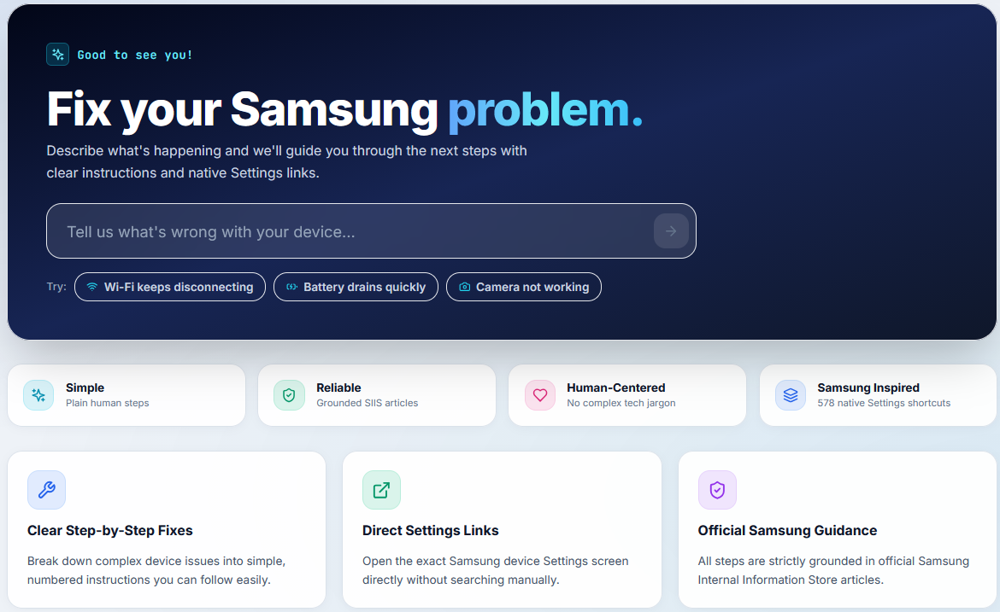 Good to see you!
Fix your Samsung problem.
Describe what's happening and we'll guide you through the next steps with
clear instructions and native Settings links.
Tell us what's wrong with your device...
Try: Wi-Fi keeps disconnecting Battery drains quickly Camera not working
Simple
Plain human steps
Reliable
Grounded SIIS articles
Human-Centered
No complex tech jargon
Samsung Inspired
578 native Settings shortcuts
Clear Step-by-Step Fixes
Break down complex device issues into simple,
numbered instructions you can follow easily.
Direct Settings Links
Open the exact Samsung device Settings screen
directly without searching manually.
Official Samsung Guidance
All steps are strictly grounded in official Samsung
Internal Information Store articles.